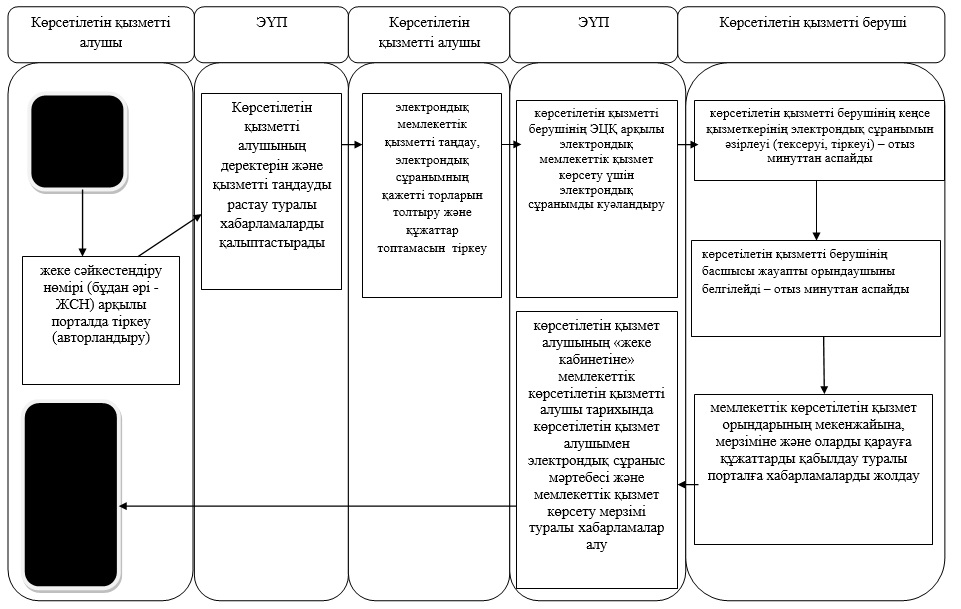 Көрсетілетін қызметті
алушы
ЭҮП
Көрсетілетін
қызметті алушы
ЭҮП
Көрсетілетін қызметті беруші
жеке сәйкестендіру
нөмірі (бұдан әрі -
ЖСН) арқылы
порталда тіркеу
(авторландыру)
Көрсетілетін
қызметті
алушының
деректерін және
қызметті таңдауды
растау туралы
хабарламаларды
қалыптастырады
электрондық
мемлекеттік
қызметті таңдау,
электрондық
сұранымның
қажетті торларын
толтыру және
құжаттар
топтамасын тіркеу
көрсетілетін қызметті
берушінің ЭЦҚ арқылы
электрондық
мемлекеттік қызмет
көрсету үшін
электрондық
сұранымды куәландыру
көрсетілетін қызметті берушінің кеңсе
қызметкерінің электрондық сұранымын
әзірлеуі (тексеруі, тіркеуі) – отыз
минуттан аспайды
көрсетілетін қызметті берушінің
басшысы жауапты орындаушыны
белгілейді – отыз минуттан аспайды
мемлекеттік көрсетілетін қызмет
орындарының мекенжайына,
мерзіміне және оларды қарауға
құжаттарды қабылдау туралы
порталға хабарламаларды жолдау
көрсетілетін қызмет
алушының «жеке
кабинетіне»
мемлекеттік
көрсетілетін қызметті
алушы тарихында
көрсетілетін қызмет
алушымен
электрондық сұраныс
мәртебесі және
мемлекеттік қызмет
көрсету мерзімі
туралы хабарламалар
алу